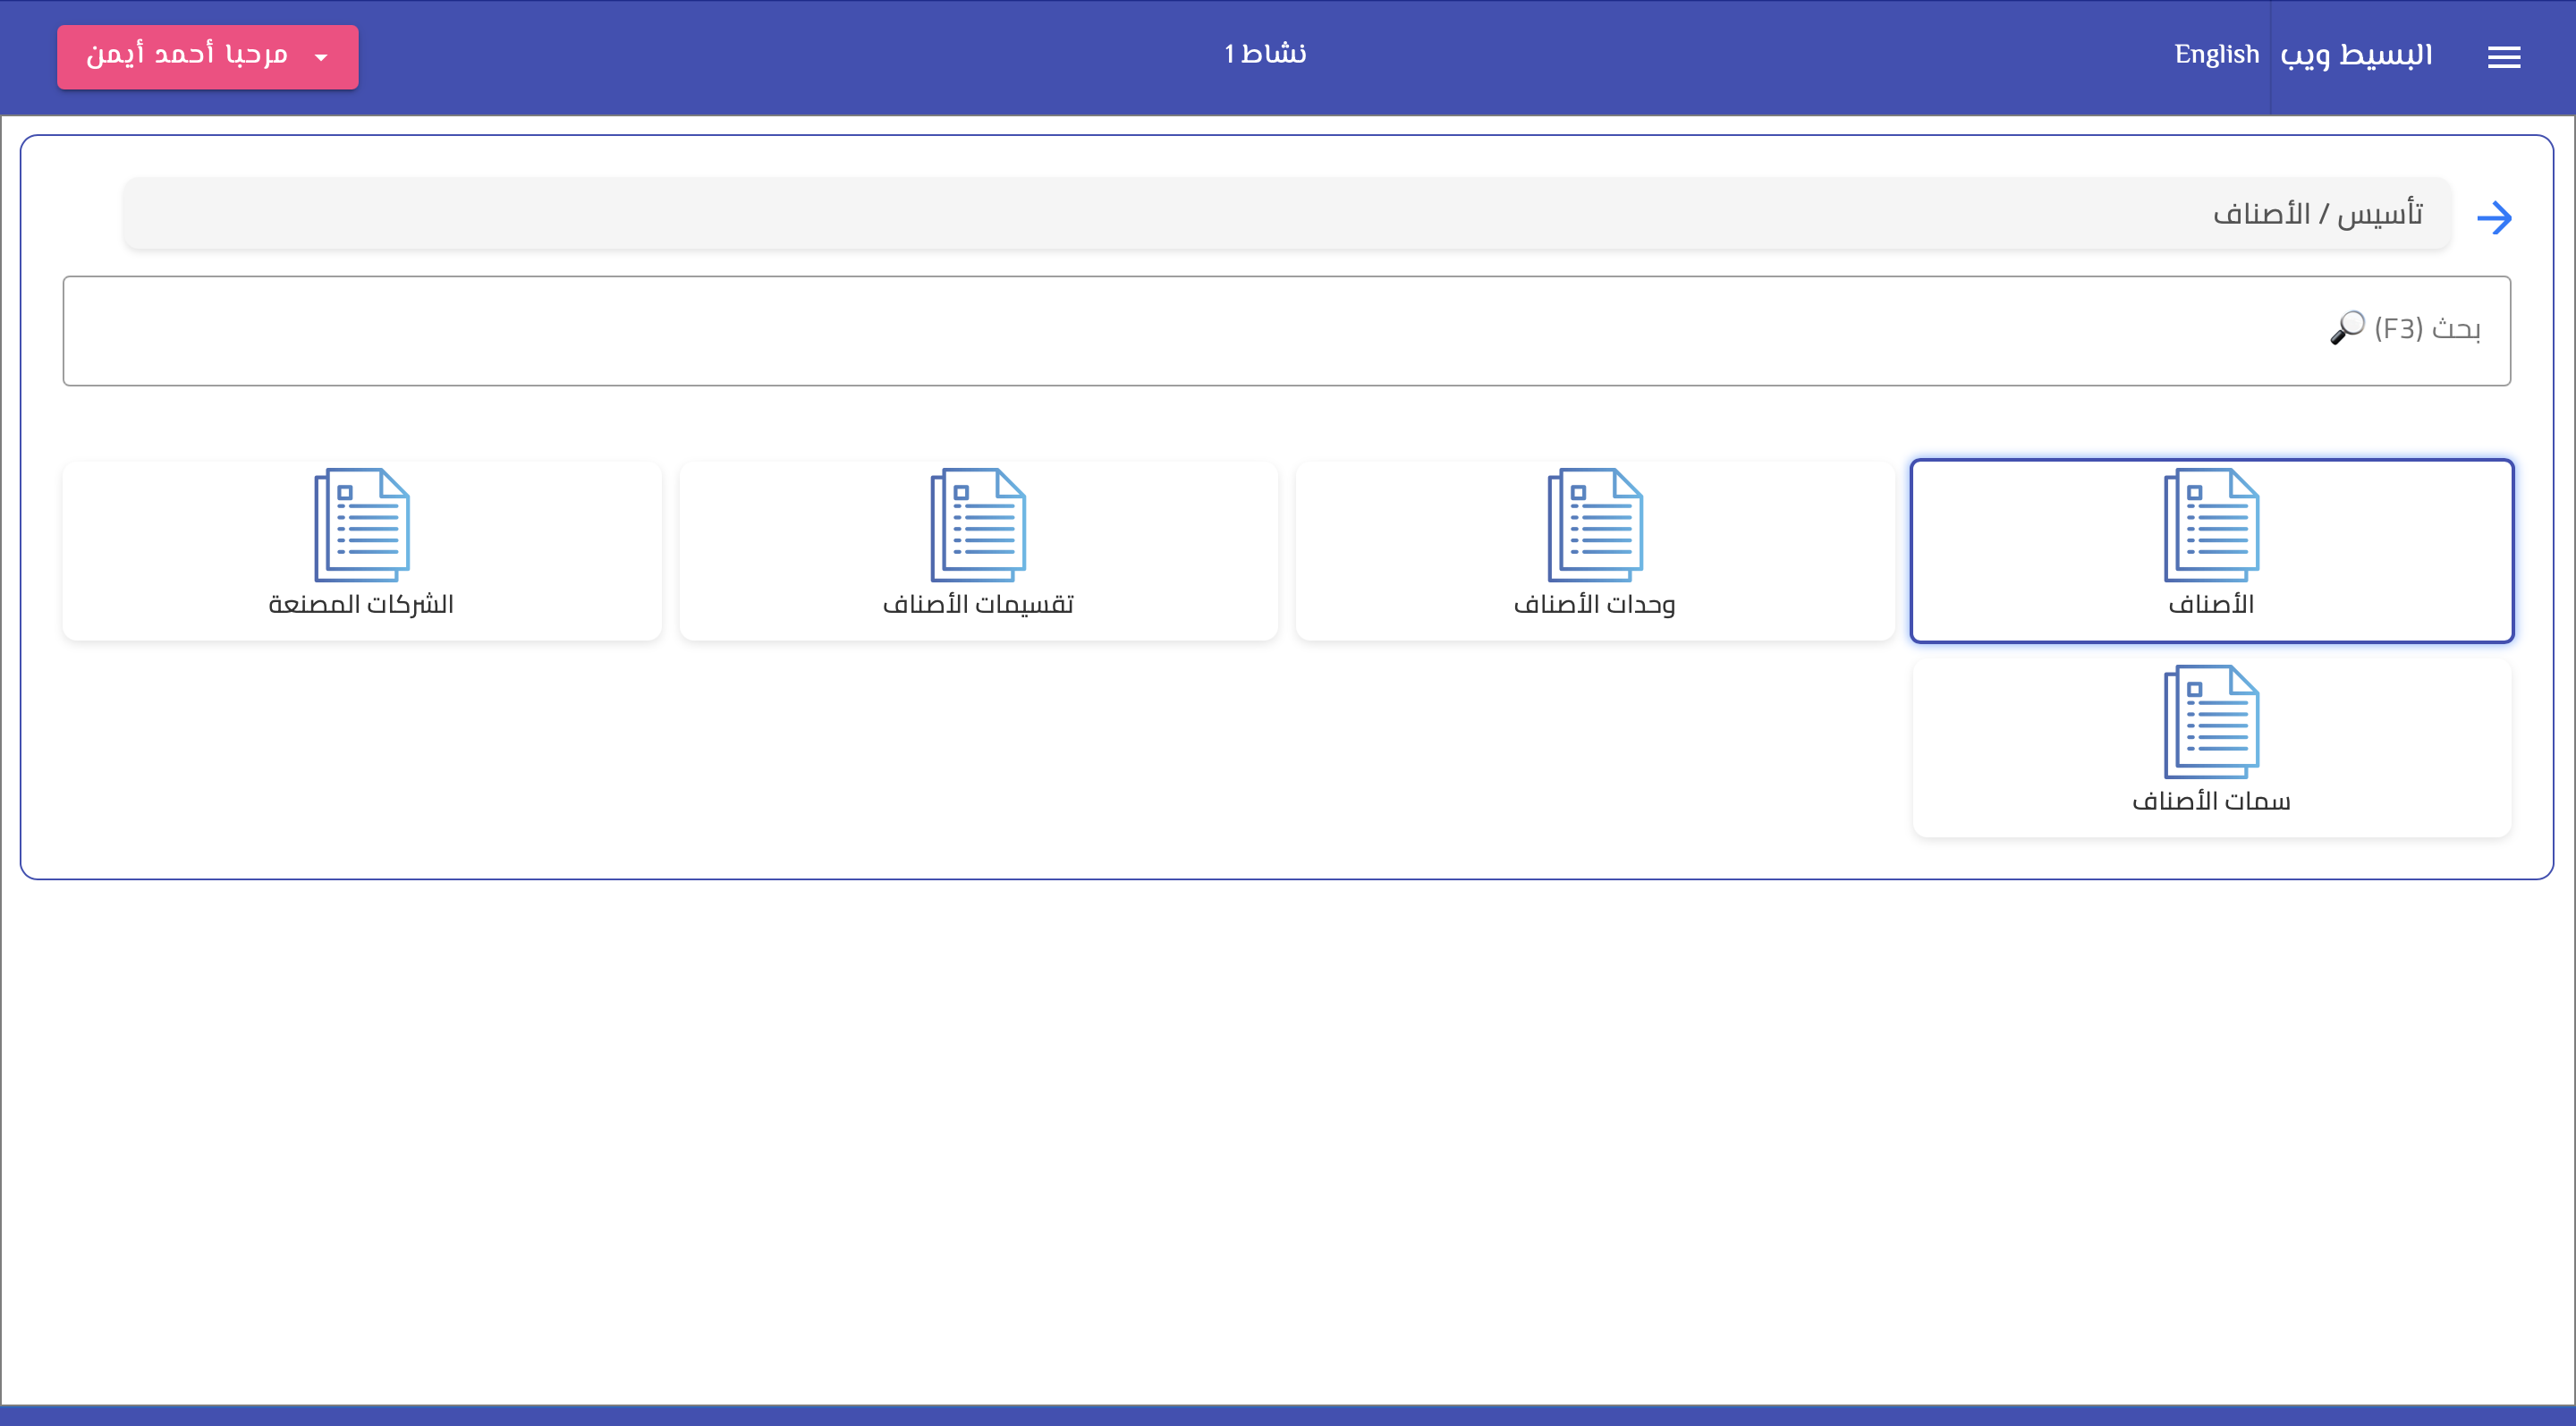 البسيط ويب
English
نشاط 1
مرحبا أحمد أيمن
تأسيس / الأصناف
بحث (F3) 🔎
الأصناف
وحدات الأصناف
تقسيمات الأصناف
الشركات المصنعة
سمات الأصناف